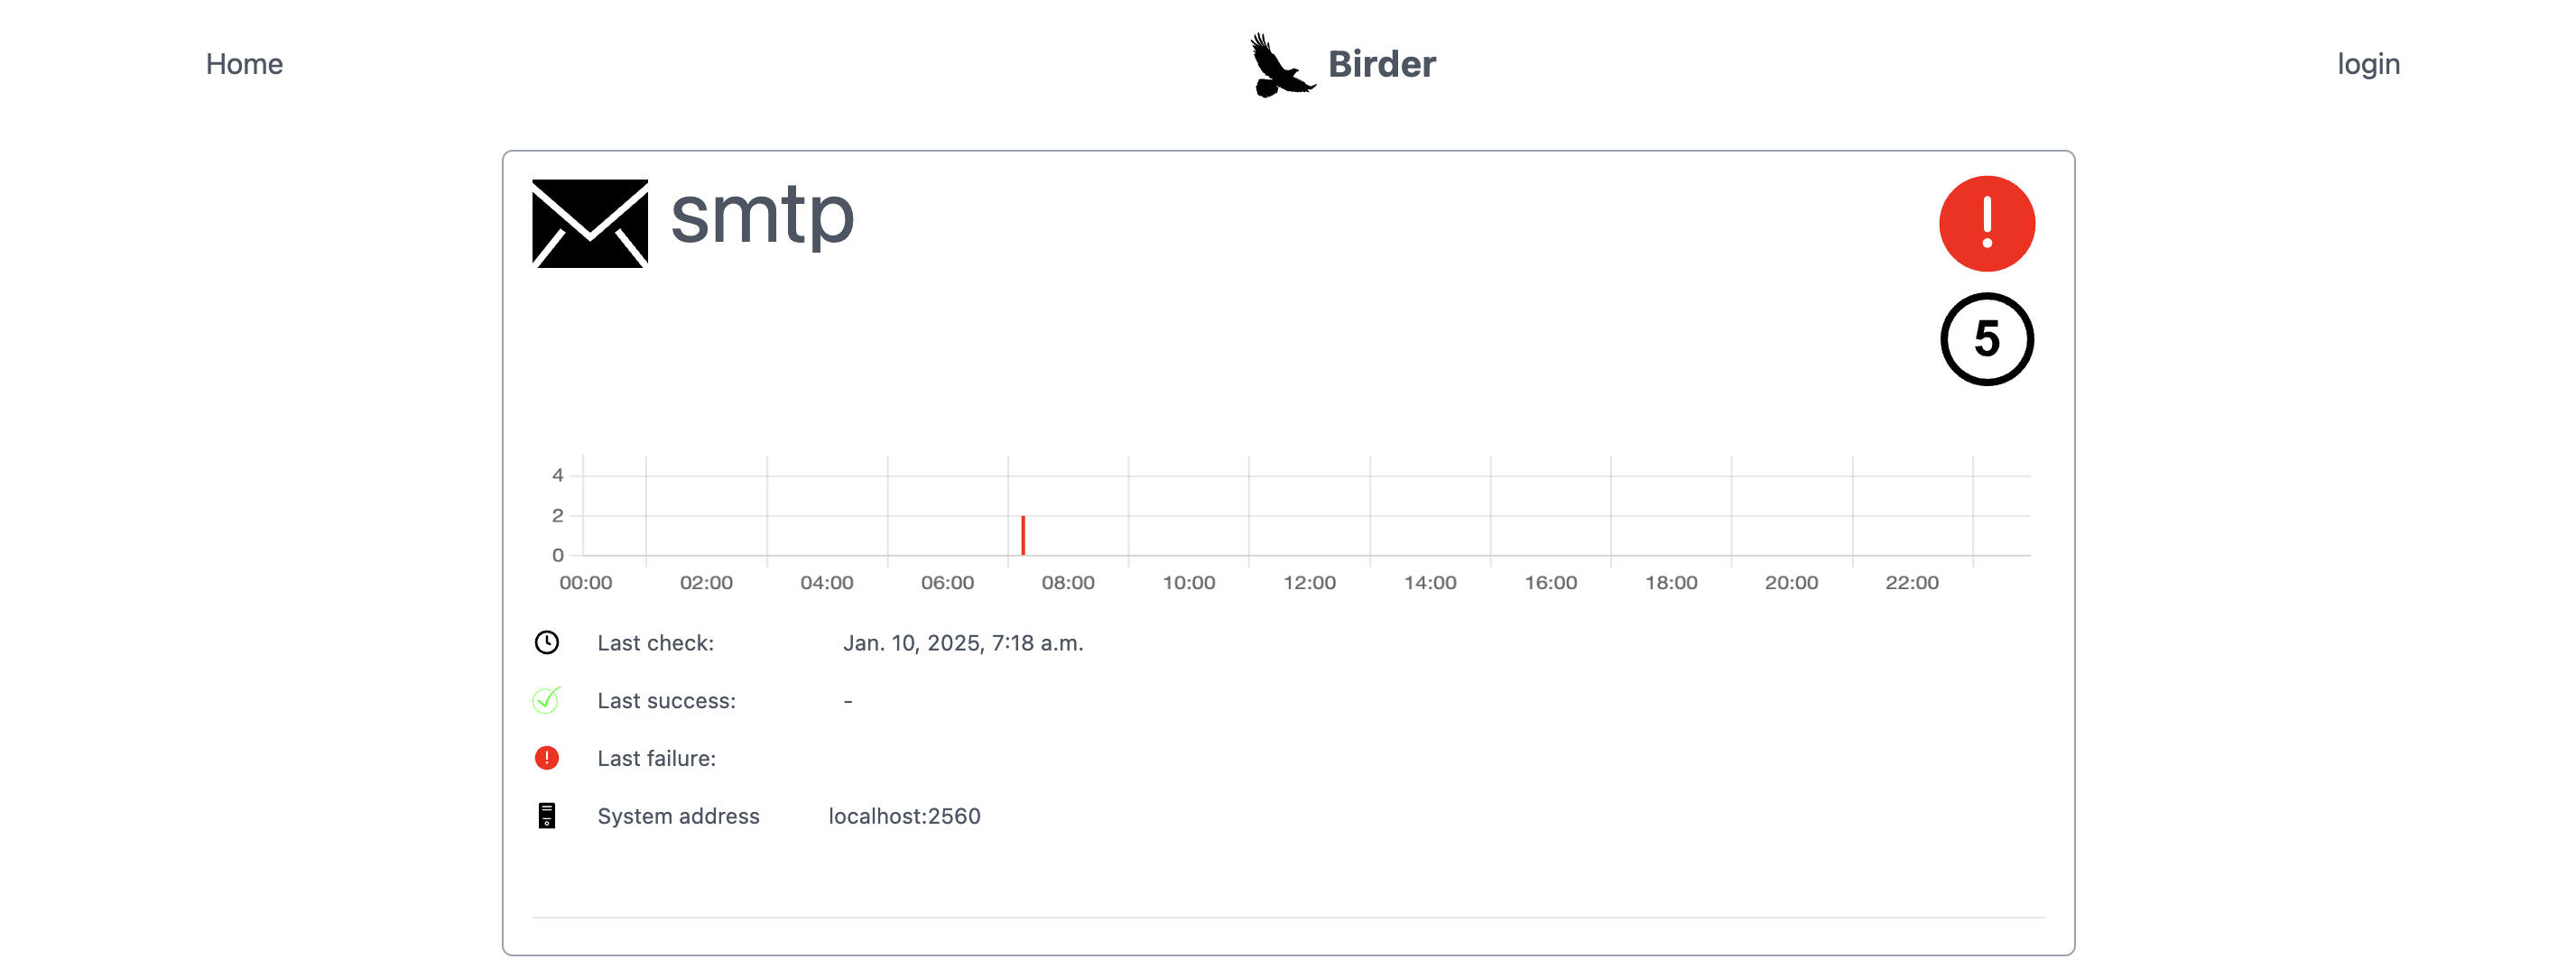 Home
Birder
login
smtp
!
5
4
2
0
00:00 02:00 04:00 06:00 08:00 10:00 12:00 14:00 16:00 18:00 20:00 22:00
Last check: Jan. 10, 2025, 7:18 a.m.
Last success: -
! Last failure:
System address localhost:2560